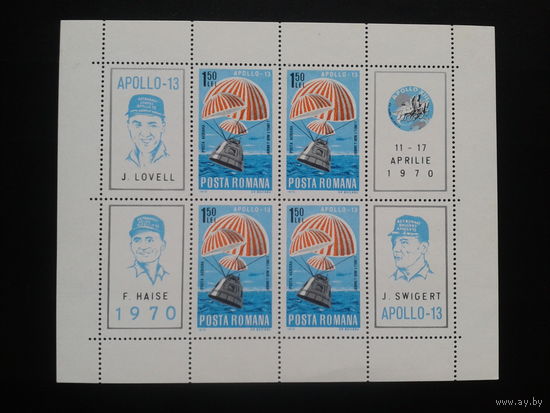 APOLLO-13
J. LOVELL
1.50
LEI
APOLLO-13
POSTA ROMANA
1.50
LEI
APOLLO-13
POSTA ROMANA
11-17
APRILIE
1970
F. HAISE
1970
1.50
LEI
APOLLO-13
POSTA ROMANA
1.50
LEI
APOLLO-13
POSTA ROMANA
J. SWIGERT
APOLLO-13
www.ay.by